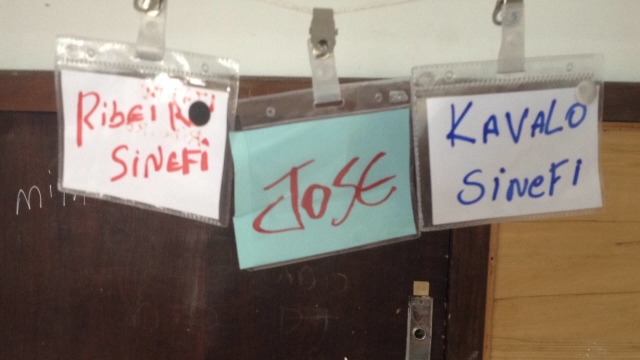 RibeiRo
SiNeFi
JOSE
KAVALO
SiNeFi